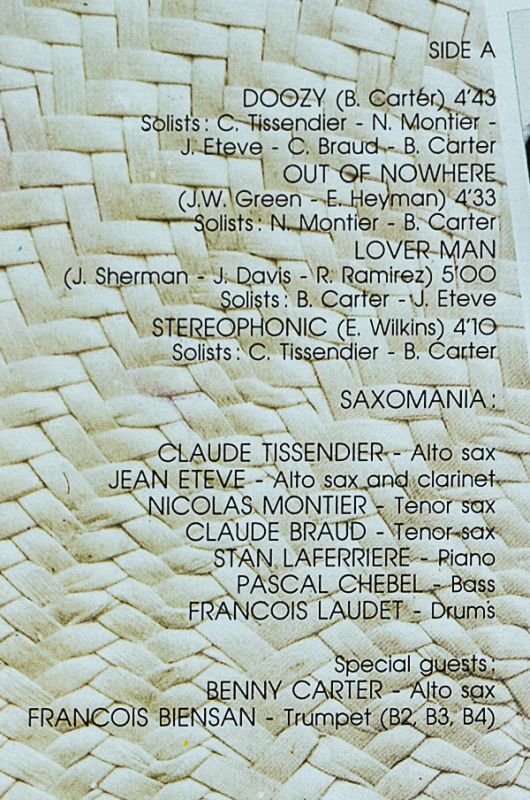 SIDE A
DOOZY (B. Carter) 4'43
Solists: C. Tissendier - N. Montier -
J. Eteve - C. Braud - B. Carter
OUT OF NOWHERE
(J.W. Green - E. Heyman) 4'33
Solists: N. Montier - B. Carter
LOVER MAN
(J. Sherman - J. Davis - R. Ramirez) 5'00
Solists: B. Carter - J. Eteve
STEREOPHONIC (E. Wilkins) 4'10
Solists: C. Tissendier - B. Carter
SAXOMANIA:
CLAUDE TISSENDIER - Alto sax
JEAN ETEVE - Alto sax and clarinet
NICOLAS MONTIER - Tenor sax
CLAUDE BRAUD - Tenor sax
STAN LAFERRIERE - Piano
PASCAL CHEBEL - Bass
FRANCOIS LAUDET - Drums
Special guests:
BENNY CARTER - Alto sax
FRANCOIS BIENSAN - Trumpet (B2, B3, B4)